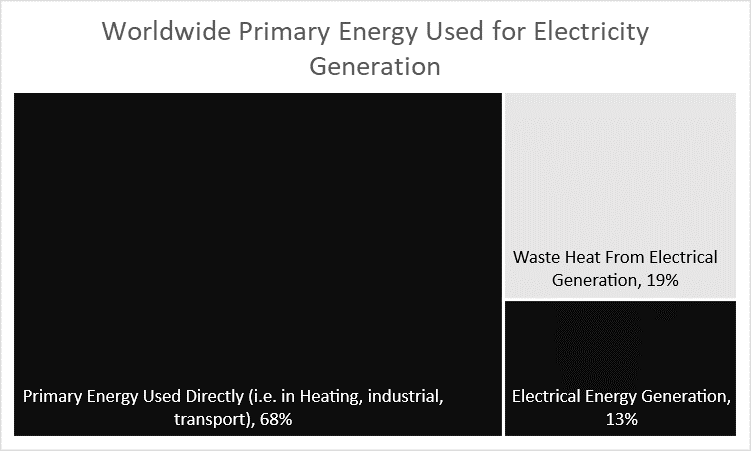 Worldwide Primary Energy Used for Electricity
Generation
Waste Heat From Electrical
Generation, 19%
Primary Energy Used Directly (i.e. in Heating, industrial,
transport), 68%
Electrical Energy Generation,
13%